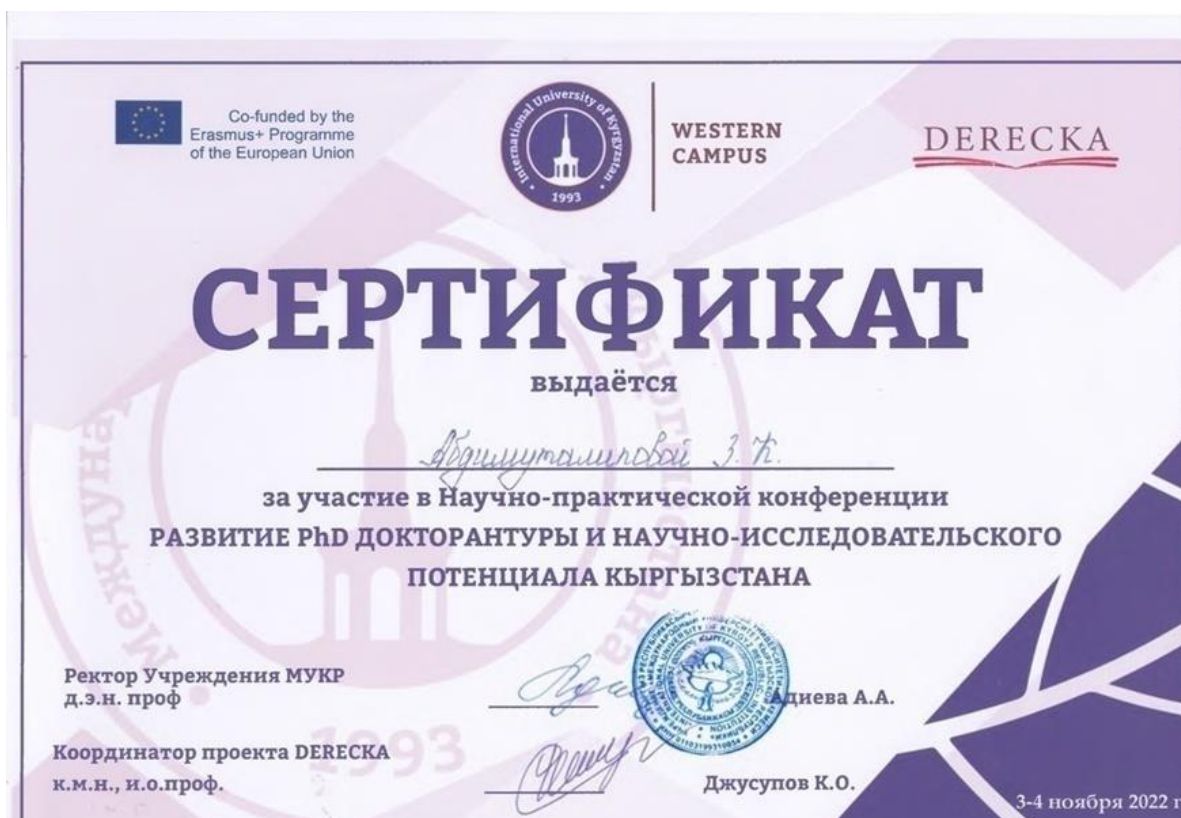 Co-funded by the
Erasmus+ Programme
of the European Union
International University of Kyrgyzstan
1993
WESTERN
CAMPUS
DERECKA
СЕРТИФИКАТ
выдаётся
Абдимуталиповой З. К.
за участие в Научно-практической конференции
РАЗВИТИЕ PhD ДОКТОРАНТУРЫ И НАУЧНО-ИССЛЕДОВАТЕЛЬСКОГО
ПОТЕНЦИАЛА КЫРГЫЗСТАНА
Ректор Учреждения МУКР
д.э.н. проф
Адиева А.А.
Координатор проекта DERECKA
к.м.н., и.о.проф.
Джусупов К.О.
3-4 ноября 2022 г
1993